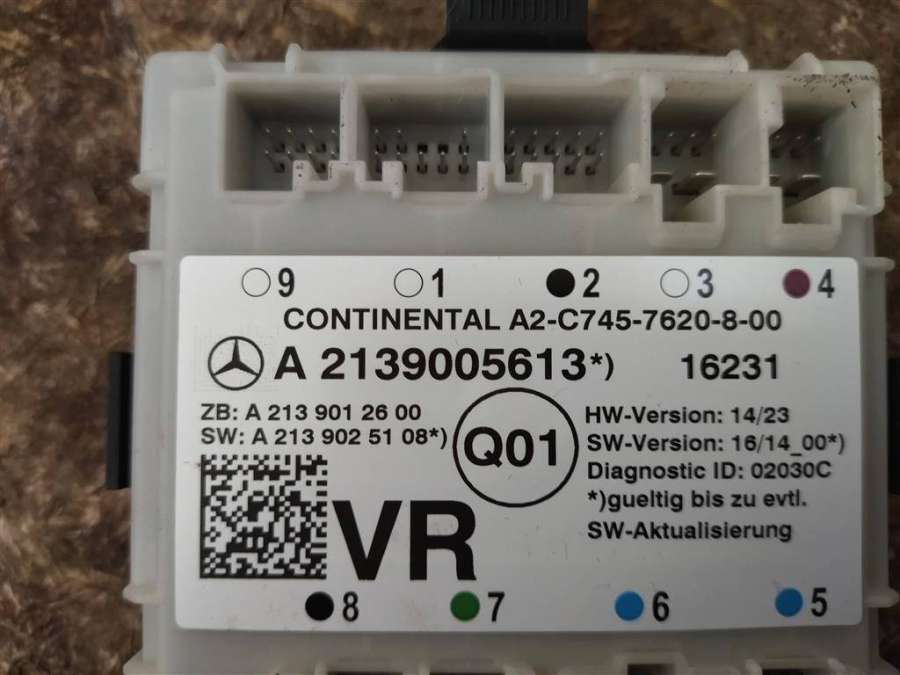 9 1 2 3 4
CONTINENTAL A2-C745-7620-8-00
A 2139005613*) 16231
ZB: A 213 901 26 00
SW: A 213 902 51 08*)
Q01
HW-Version: 14/23
SW-Version: 16/14_00*)
Diagnostic ID: 02030C
*)gueltig bis zu evtl.
SW-Aktualisierung
VR
8 7 6 5